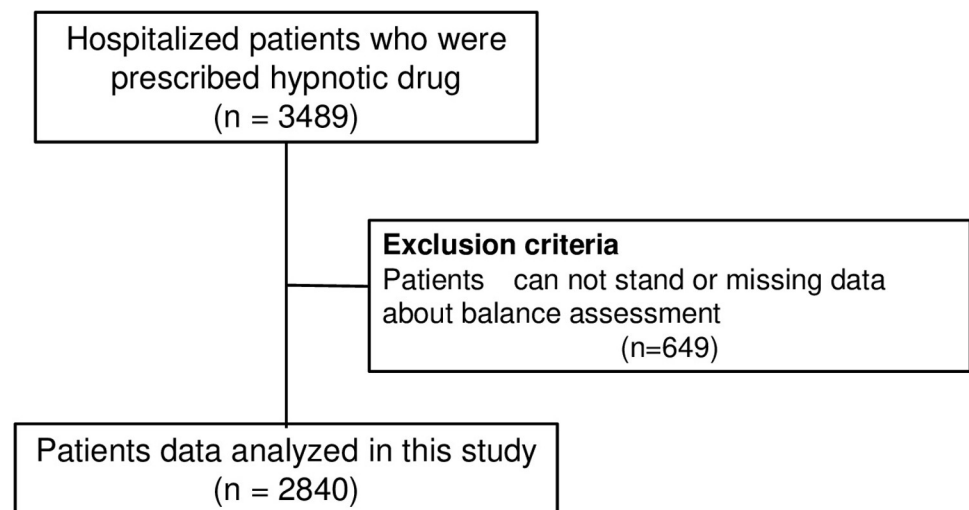 Hospitalized patients who were
prescribed hypnotic drug
(n = 3489)
Exclusion criteria
Patients can not stand or missing data
about balance assessment
(n=649)
Patients data analyzed in this study
(n = 2840)